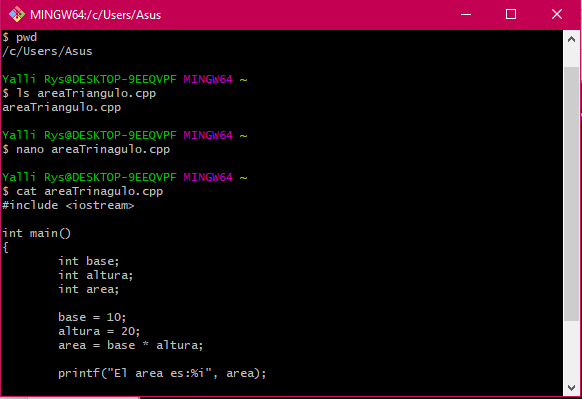 MINGW64:/c/Users/Asus
$ pwd
/c/Users/Asus
Yalli Rys@DESKTOP-9EEQVPF MINGW64 ~
$ ls areaTriangulo.cpp
areaTriangulo.cpp
Yalli Rys@DESKTOP-9EEQVPF MINGW64 ~
$ nano areaTrinagulo.cpp
Yalli Rys@DESKTOP-9EEQVPF MINGW64 ~
$ cat areaTrinagulo.cpp
#include <iostream>
int main()
{
int base;
int altura;
int area;
base = 10;
altura = 20;
area = base * altura;
printf("El area es:%i", area);